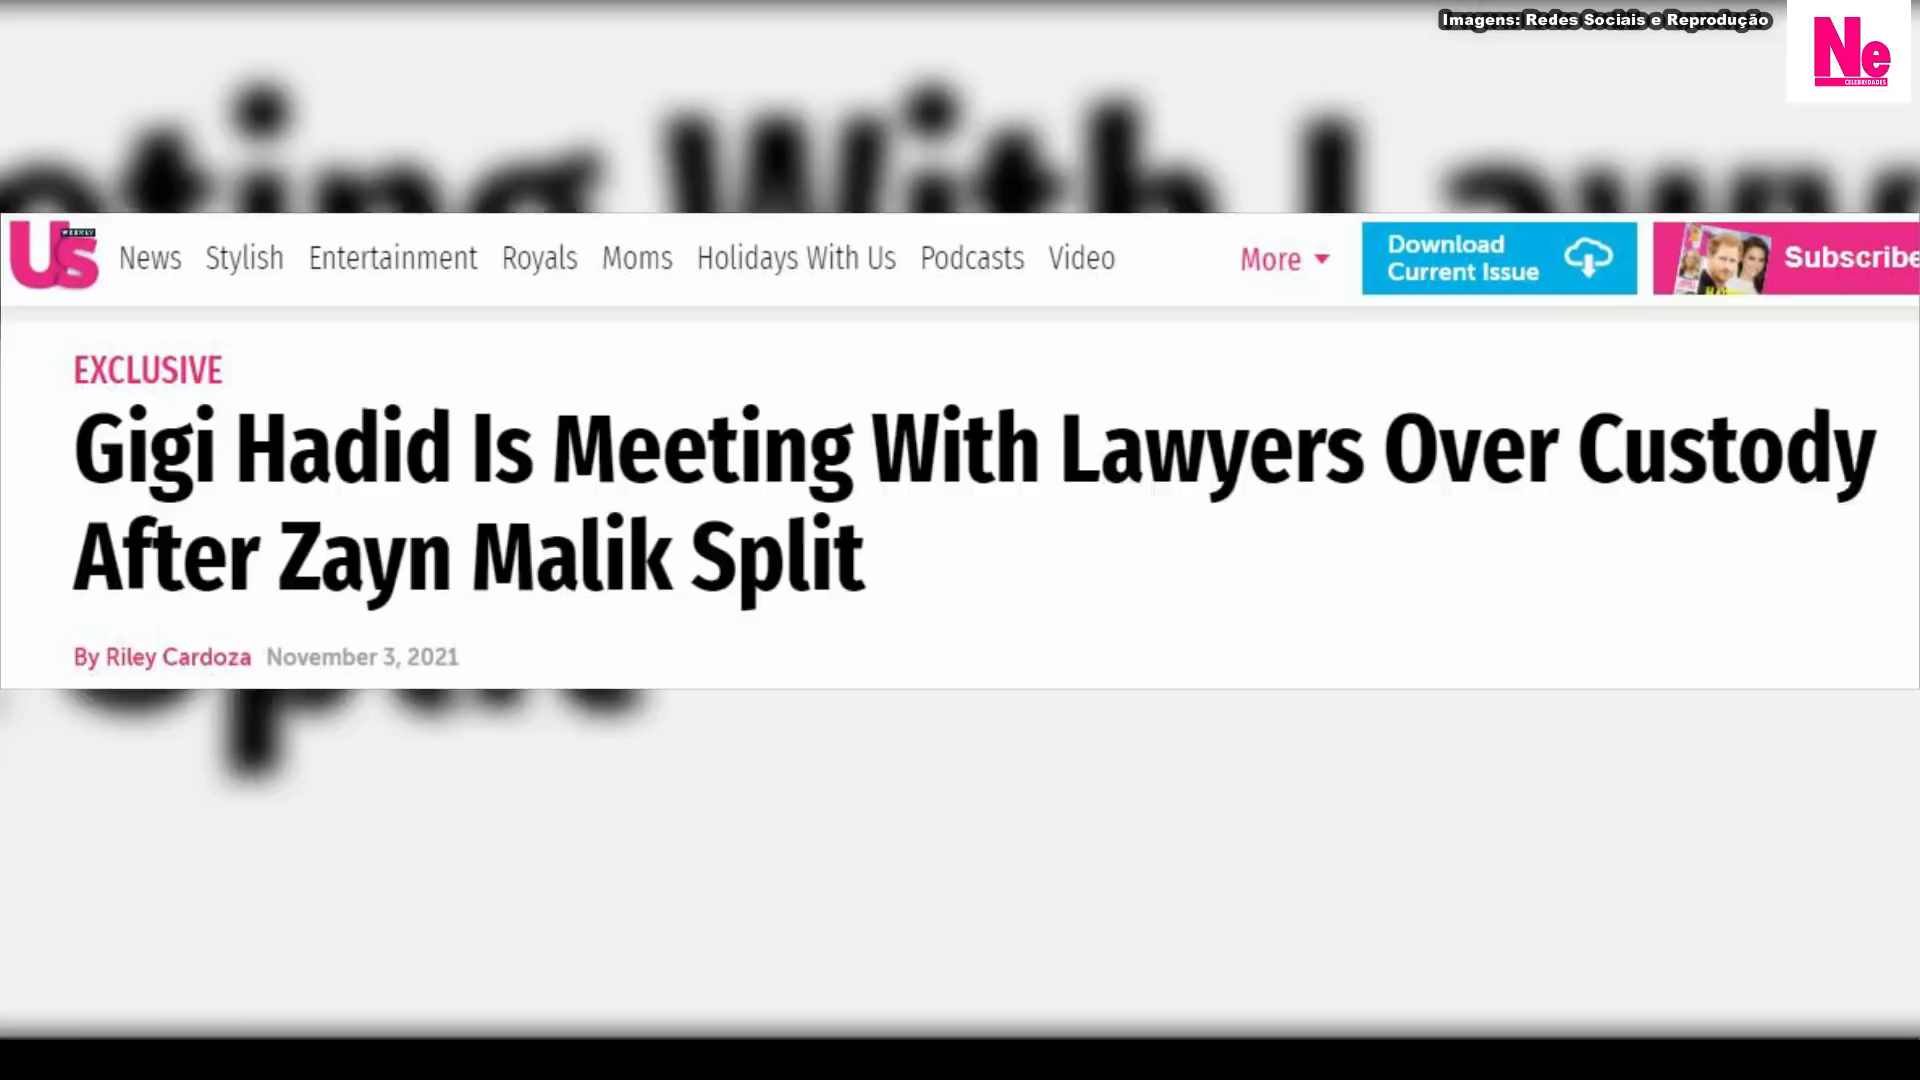 Imagens: Redes Sociais e Reprodução
Ne
CELEBRIDADES
Us WEEKLY
News Stylish Entertainment Royals Moms Holidays With Us Podcasts Video More Download Current Issue Subscribe
EXCLUSIVE
Gigi Hadid Is Meeting With Lawyers Over Custody
After Zayn Malik Split
By Riley Cardoza November 3, 2021